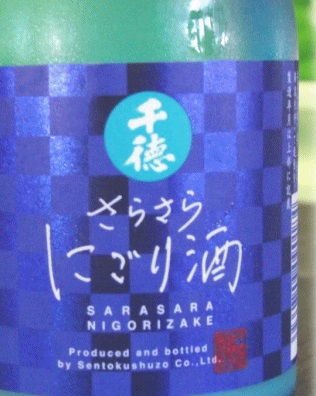 千徳
さらさら
にごり酒
SARASARA
NIGORIZAKE
Produced and bottled
by Sentokushuzo Co.,Ltd.